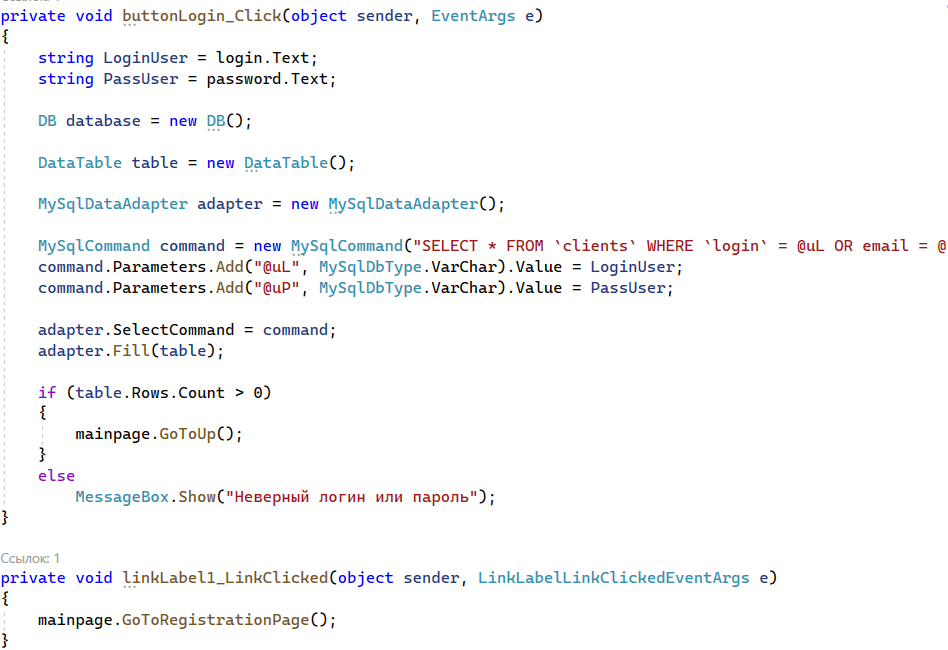 private void buttonLogin_Click(object sender, EventArgs e)
{
    string LoginUser = login.Text;
    string PassUser = password.Text;
    DB database = new DB();
    DataTable table = new DataTable();
    MySqlDataAdapter adapter = new MySqlDataAdapter();
    MySqlCommand command = new MySqlCommand("SELECT * FROM `clients` WHERE `login` = @uL OR email = @
    command.Parameters.Add("@uL", MySqlDbType.VarChar).Value = LoginUser;
    command.Parameters.Add("@uP", MySqlDbType.VarChar).Value = PassUser;
    adapter.SelectCommand = command;
    adapter.Fill(table);
    if (table.Rows.Count > 0)
    {
        mainpage.GoToUp();
    }
    else
        MessageBox.Show("Неверный логин или пароль");
}
Ссылок: 1
private void linkLabel1_LinkClicked(object sender, LinkLabelLinkClickedEventArgs e)
{
    mainpage.GoToRegistrationPage();
}